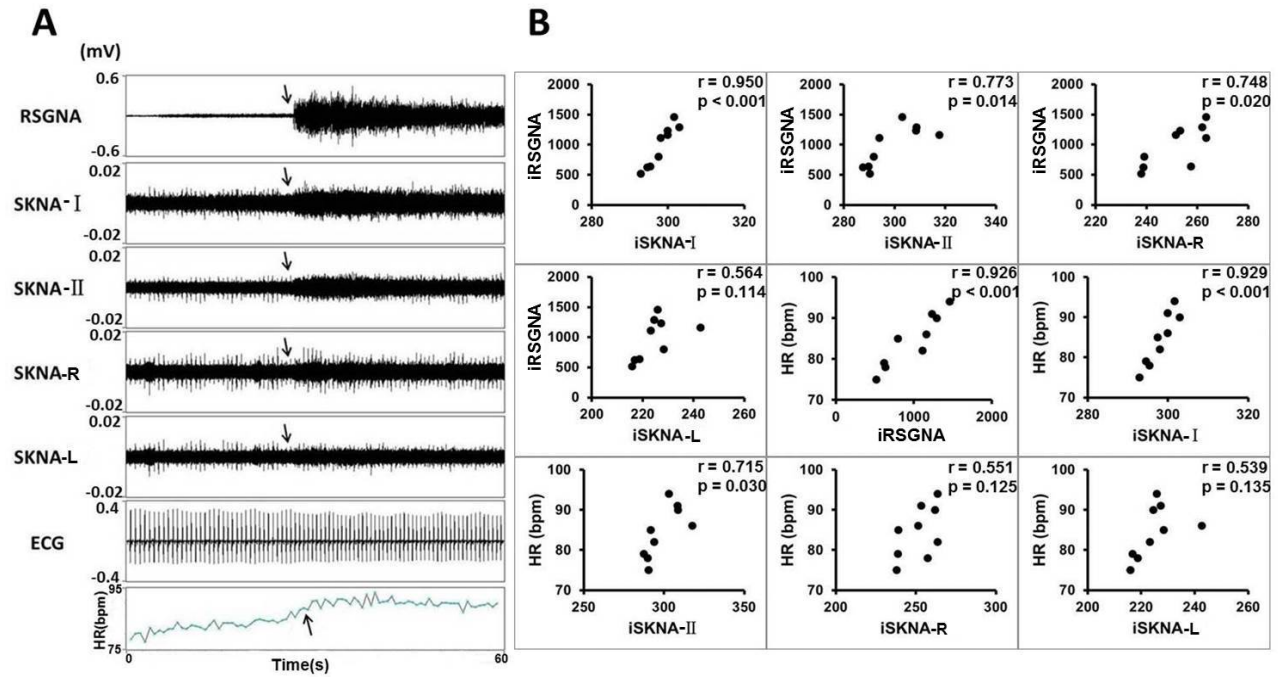 A
(mV)
0.6
RSGNA
-0.6
0.02
SKNA-Ⅰ
-0.02
0.02
SKNA-Ⅱ
-0.02
0.02
SKNA-R
-0.02
0.02
SKNA-L
-0.02
0.4
ECG
-0.4
95
HR(bpm)
75
0 60
Time(s)
B
r = 0.950
p < 0.001
iRSGNA
2000
1500
1000
500
0
280 300 320
iSKNA-Ⅰ
r = 0.773
p = 0.014
iRSGNA
2000
1500
1000
500
0
280 300 320 340
iSKNA-Ⅱ
r = 0.748
p = 0.020
iRSGNA
2000
1500
1000
500
0
220 240 260 280
iSKNA-R
r = 0.564
p = 0.114
iRSGNA
2000
1500
1000
500
0
200 220 240 260
iSKNA-L
r = 0.926
p < 0.001
HR (bpm)
100
90
80
70
0 1000 2000
iRSGNA
r = 0.929
p < 0.001
HR (bpm)
100
90
80
70
280 300 320
iSKNA-Ⅰ
r = 0.715
p = 0.030
HR (bpm)
100
90
80
70
250 300 350
iSKNA-Ⅱ
r = 0.551
p = 0.125
HR (bpm)
100
90
80
70
200 250 300
iSKNA-R
r = 0.539
p = 0.135
HR (bpm)
100
90
80
70
200 220 240 260
iSKNA-L